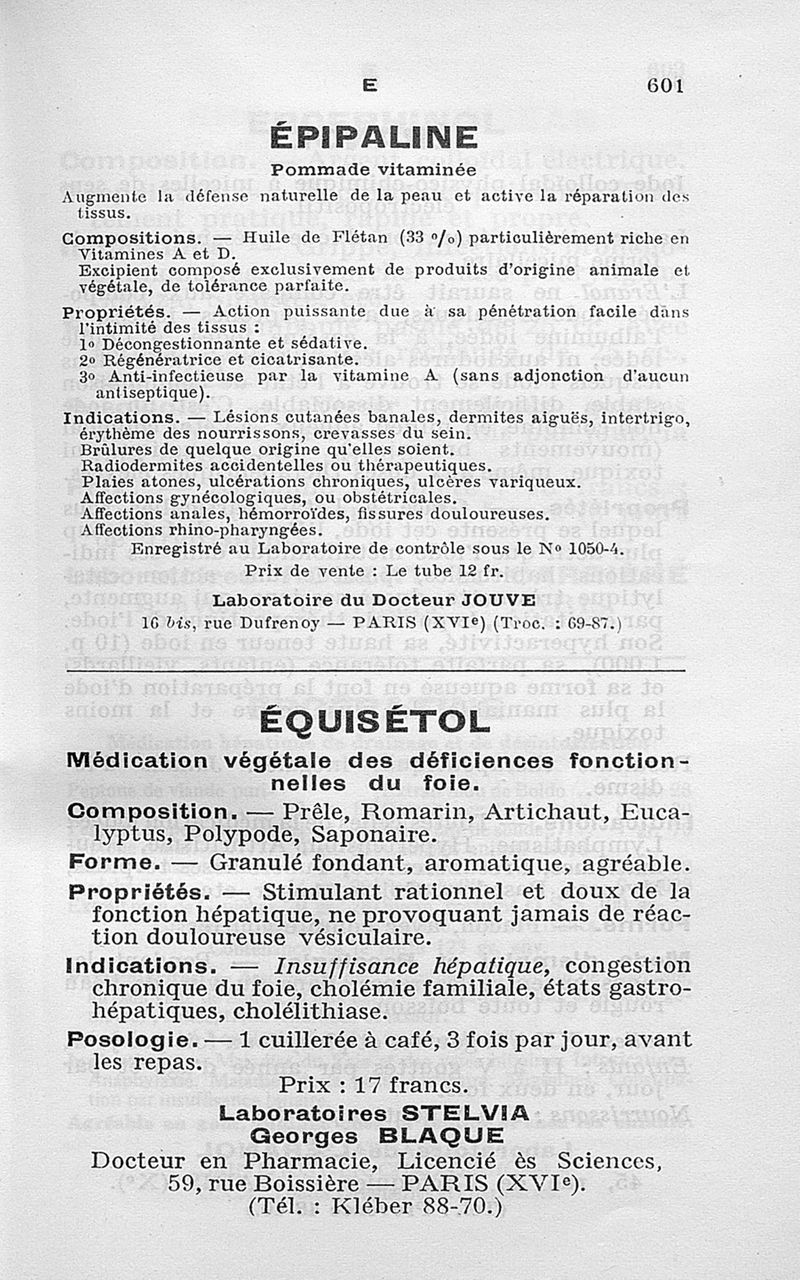 E 601
ÉPIPALINE
Pommade vitaminée
Augmente la défense naturelle de la peau et active la réparation des
tissus.
Compositions. — Huile de Flétan (33 %) particulièrement riche en
Vitamines A et D.
Excipient composé exclusivement de produits d'origine animale et
végétale, de tolérance parfaite.
Propriétés. — Action puissante due à sa pénétration facile dans
l'intimité des tissus :
1º Décongestionnante et sédative.
2º Régénératrice et cicatrisante.
3º Anti-infectieuse par la vitamine A (sans adjonction d'aucun
antiseptique).
Indications. — Lésions cutanées banales, dermites aiguës, intertrigo,
érythème des nourrissons, crevasses du sein.
Brûlures de quelque origine qu'elles soient.
Radiodermites accidentelles ou thérapeutiques.
Plaies atones, ulcérations chroniques, ulcères variqueux.
Affections gynécologiques, ou obstétricales.
Affections anales, hémorroïdes, fissures douloureuses.
Affections rhino-pharyngées.
Enregistré au Laboratoire de contrôle sous le Nº 1050-4.
Prix de vente : Le tube 12 fr.
Laboratoire du Docteur JOUVE
16 bis, rue Dufrenoy — PARIS (XVIe) (Troc. : 69-87.)
ÉQUISÉTOL
Médication végétale des déficiences fonction-
nelles du foie.
Composition. — Prêle, Romarin, Artichaut, Euca-
lyptus, Polypode, Saponaire.
Forme. — Granulé fondant, aromatique, agréable.
Propriétés. — Stimulant rationnel et doux de la
fonction hépatique, ne provoquant jamais de réac-
tion douloureuse vésiculaire.
Indications. — Insuffisance hépatique, congestion
chronique du foie, cholémie familiale, états gastro-
hépatiques, cholélithiase.
Posologie. — 1 cuillerée à café, 3 fois par jour, avant
les repas.
Prix : 17 francs.
Laboratoires STELVIA
Georges BLAQUE
Docteur en Pharmacie, Licencié ès Sciences,
59, rue Boissière — PARIS (XVIe).
(Tél. : Kléber 88-70.)